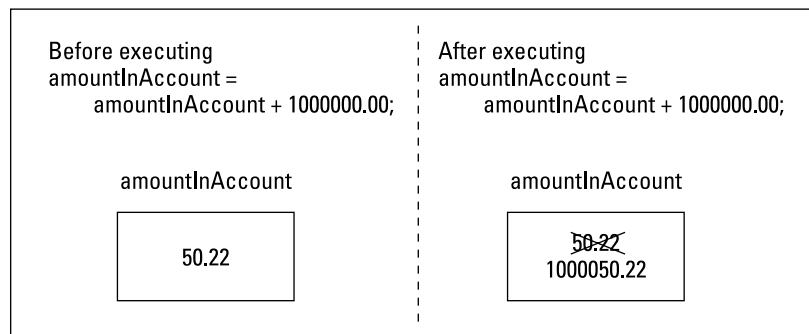 Before executing
amountInAccount =
amountInAccount + 1000000.00;
amountInAccount
50.22
After executing
amountInAccount =
amountInAccount + 1000000.00;
amountInAccount
50.22
1000050.22